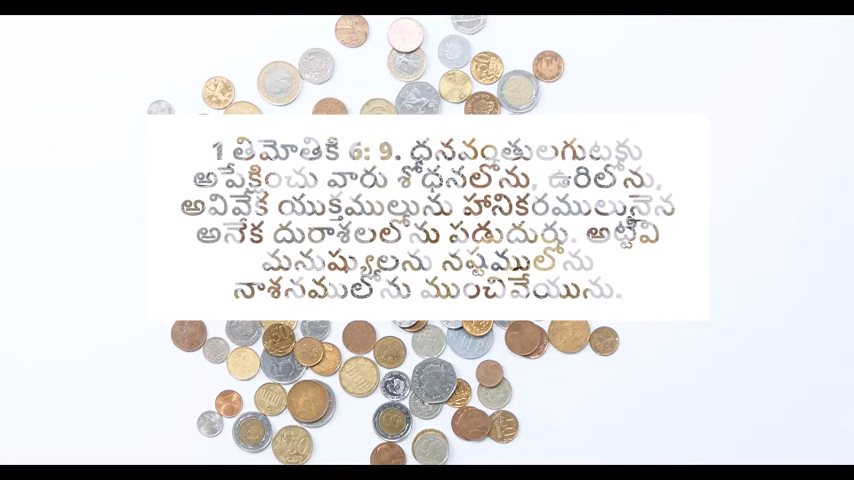 1 తిమోతికి 6: 9. ధనవంతులగుటకు
అపేక్షించు వారు శోధనలోను, ఉరిలోను,
అవివేక యుక్తముల్లును హానికరములునైన
అనేక దురాశలలోను పడుదురు. అట్టివి
మనుష్యులను నష్టములోను
నాశనములోను ముంచివేయును.